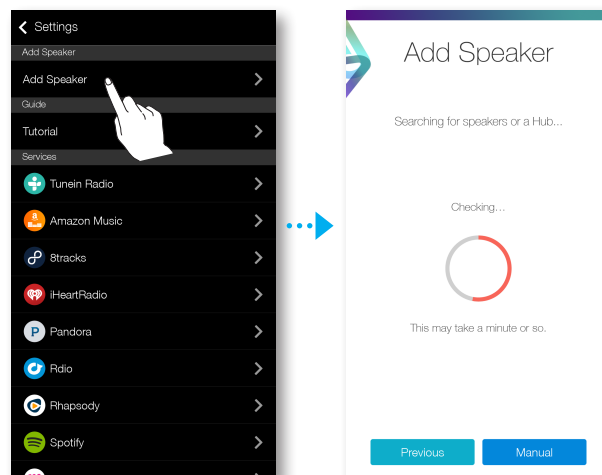 Settings
Add Speaker
Add Speaker
Guide
Tutorial
Services
Tunein Radio
a Amazon Music
8tracks
iHeartRadio
P Pandora
Rdio
Rhapsody
Spotify
Add Speaker
Searching for speakers or a Hub...
Checking...
This may take a minute or so.
Previous Manual